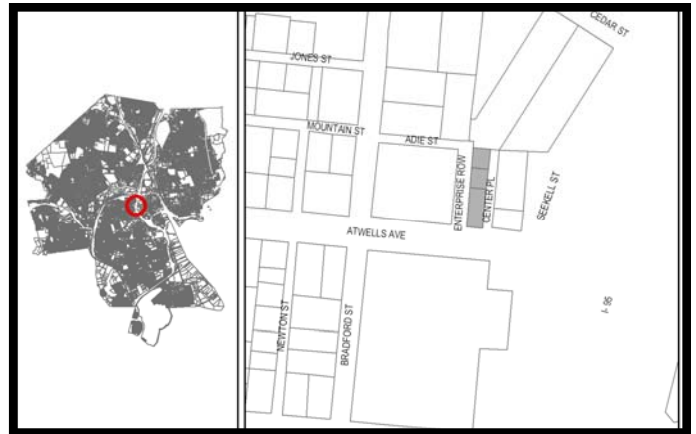 CEDAR ST
JONES ST
MOUNTAIN ST
ADIE ST
ENTERPRISE ROW
CENTER PL
SEEKELL ST
ATWELLS AVE
I- 95
NEWTON ST
BRADFORD ST